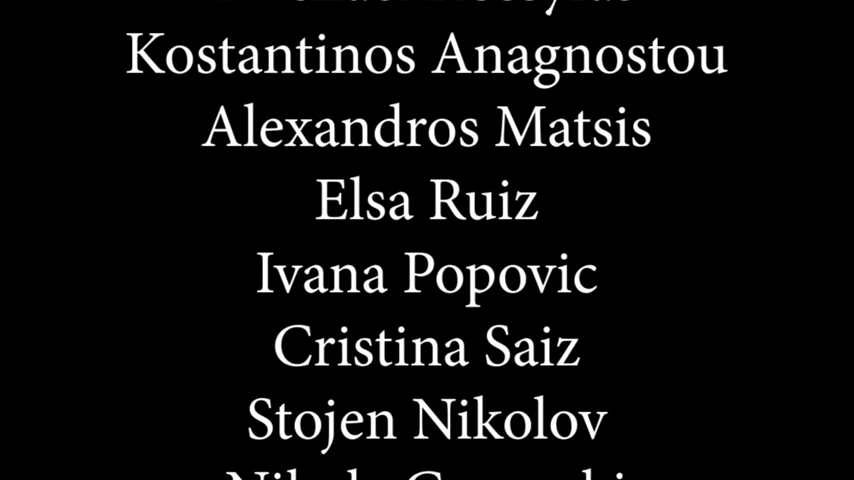 Kostantinos Anagnostou
Alexandros Matsis
Elsa Ruiz
Ivana Popovic
Cristina Saiz
Stojen Nikolov